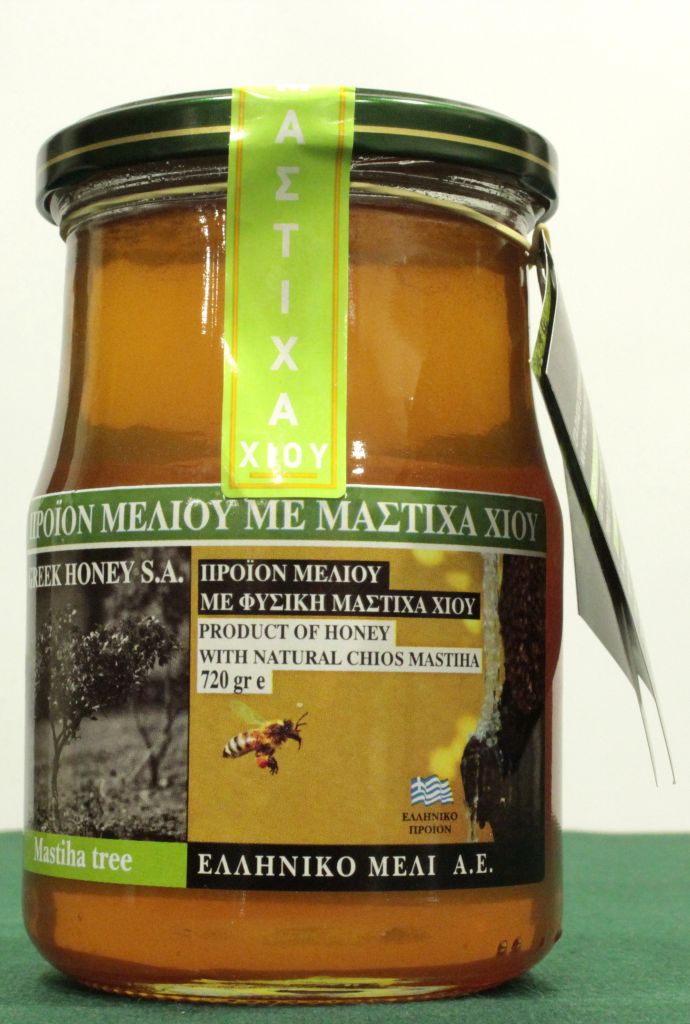 ΜΑΣΤΙΧΑ
ΧΙΟΥ
ΠΡΟΪΟΝ ΜΕΛΙΟΥ ΜΕ ΜΑΣΤΙΧΑ ΧΙΟΥ
GREEK HONEY S.A.
ΠΡΟΪΟΝ ΜΕΛΙΟΥ
ΜΕ ΦΥΣΙΚΗ ΜΑΣΤΙΧΑ ΧΙΟΥ
PRODUCT OF HONEY
WITH NATURAL CHIOS MASTIHA
720 gr e
ΕΛΛΗΝΙΚΟ
ΠΡΟΙΟΝ
Mastiha tree
ΕΛΛΗΝΙΚΟ ΜΕΛΙ Α.Ε.